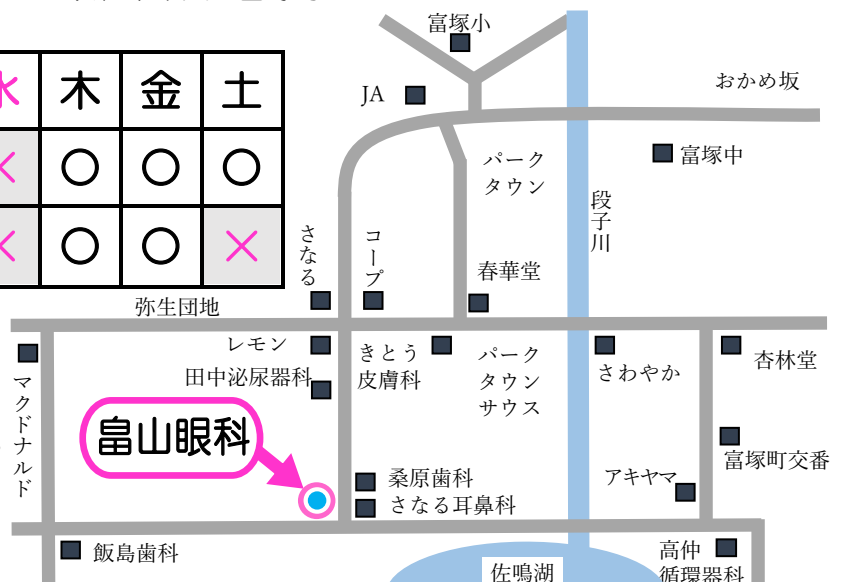 水 木 金 土
× ○ ○ ○
× ○ ○ ×
富塚小
JA
おかめ坂
富塚中
パーク
タウン
段子川
さなる
コープ
春華堂
弥生団地
レモン
きとう
皮膚科
パーク
タウン
サウス
さわやか
杏林堂
田中泌尿器科
マクドナルド
畠山眼科
富塚町交番
桑原歯科
さなる耳鼻科
アキヤマ
飯島歯科
佐鳴湖
高仲
循環器科